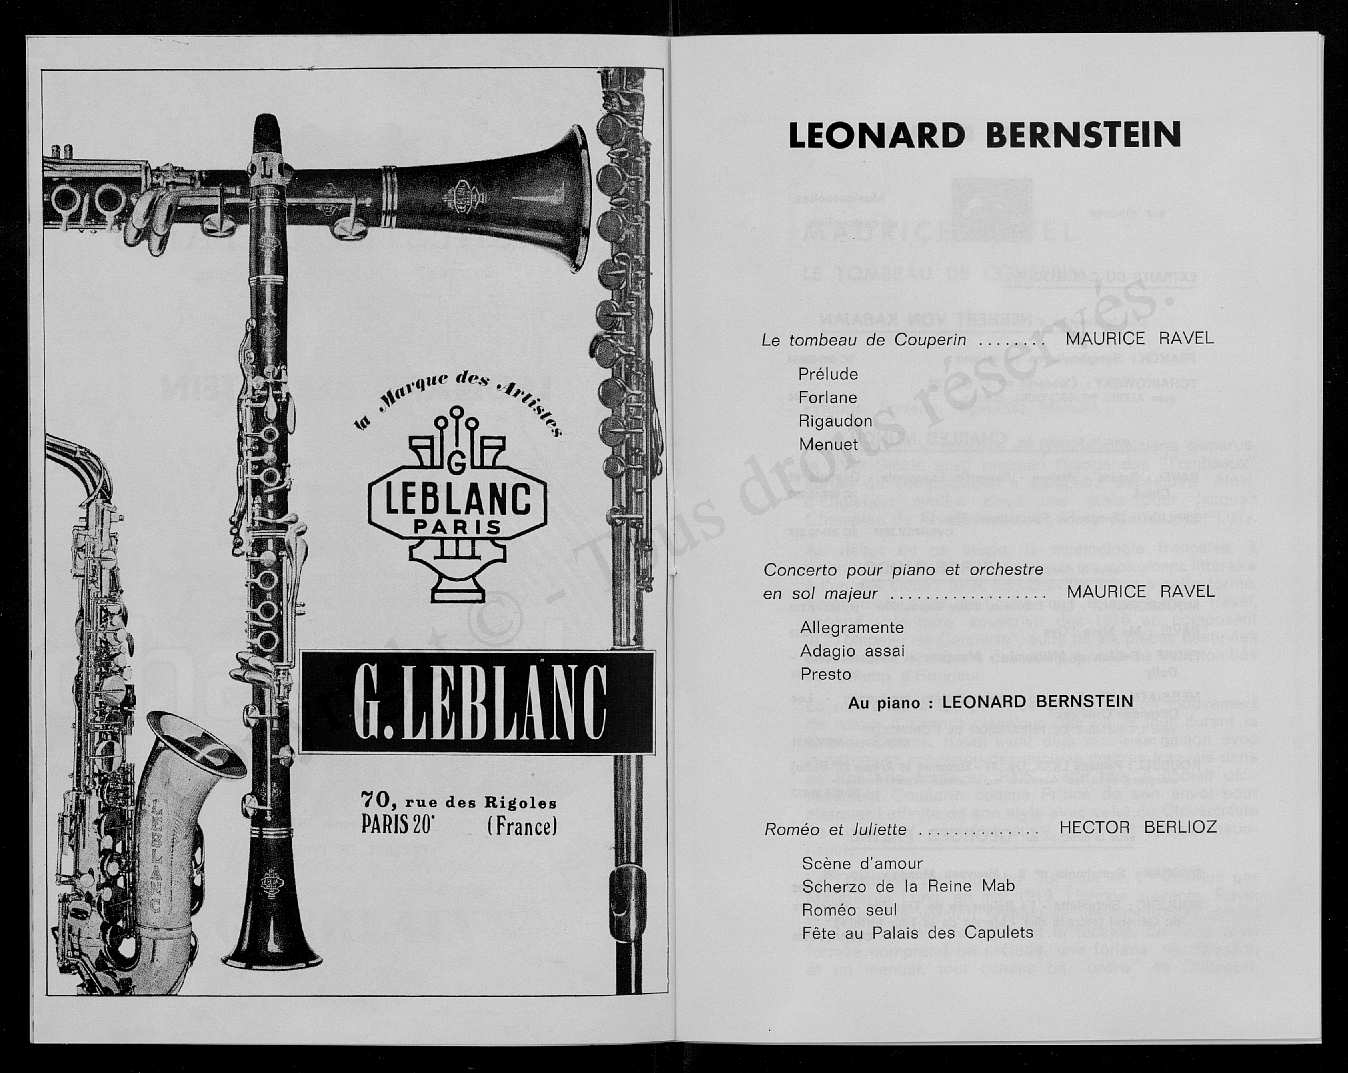 la Marque des Artistes
G
LEBLANC
PARIS
G. LEBLANC
70, rue des Rigoles
PARIS 20e (France)
LEBLANC
LEONARD BERNSTEIN
Le tombeau de Couperin ........ MAURICE RAVEL
Prélude
Forlane
Rigaudon
Menuet
Concerto pour piano et orchestre
en sol majeur .................. MAURICE RAVEL
Allegramente
Adagio assai
Presto
Au piano : LEONARD BERNSTEIN
Roméo et Juliette .............. HECTOR BERLIOZ
Scène d'amour
Scherzo de la Reine Mab
Roméo seul
Fête au Palais des Capulets
© - Tous droits réservés.